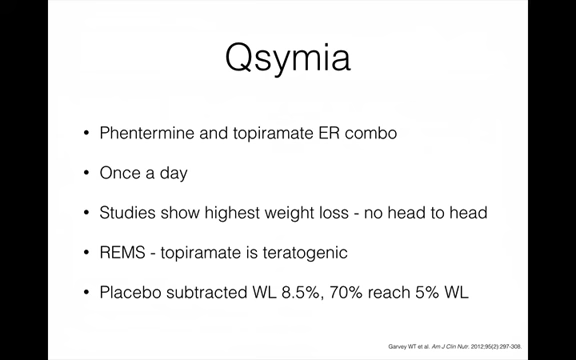 Qsymia
• Phentermine and topiramate ER combo
• Once a day
• Studies show highest weight loss - no head to head
• REMS - topiramate is teratogenic
• Placebo subtracted WL 8.5%, 70% reach 5% WL
Garvey WT et al. Am J Clin Nutr. 2012;95(2):297-308.